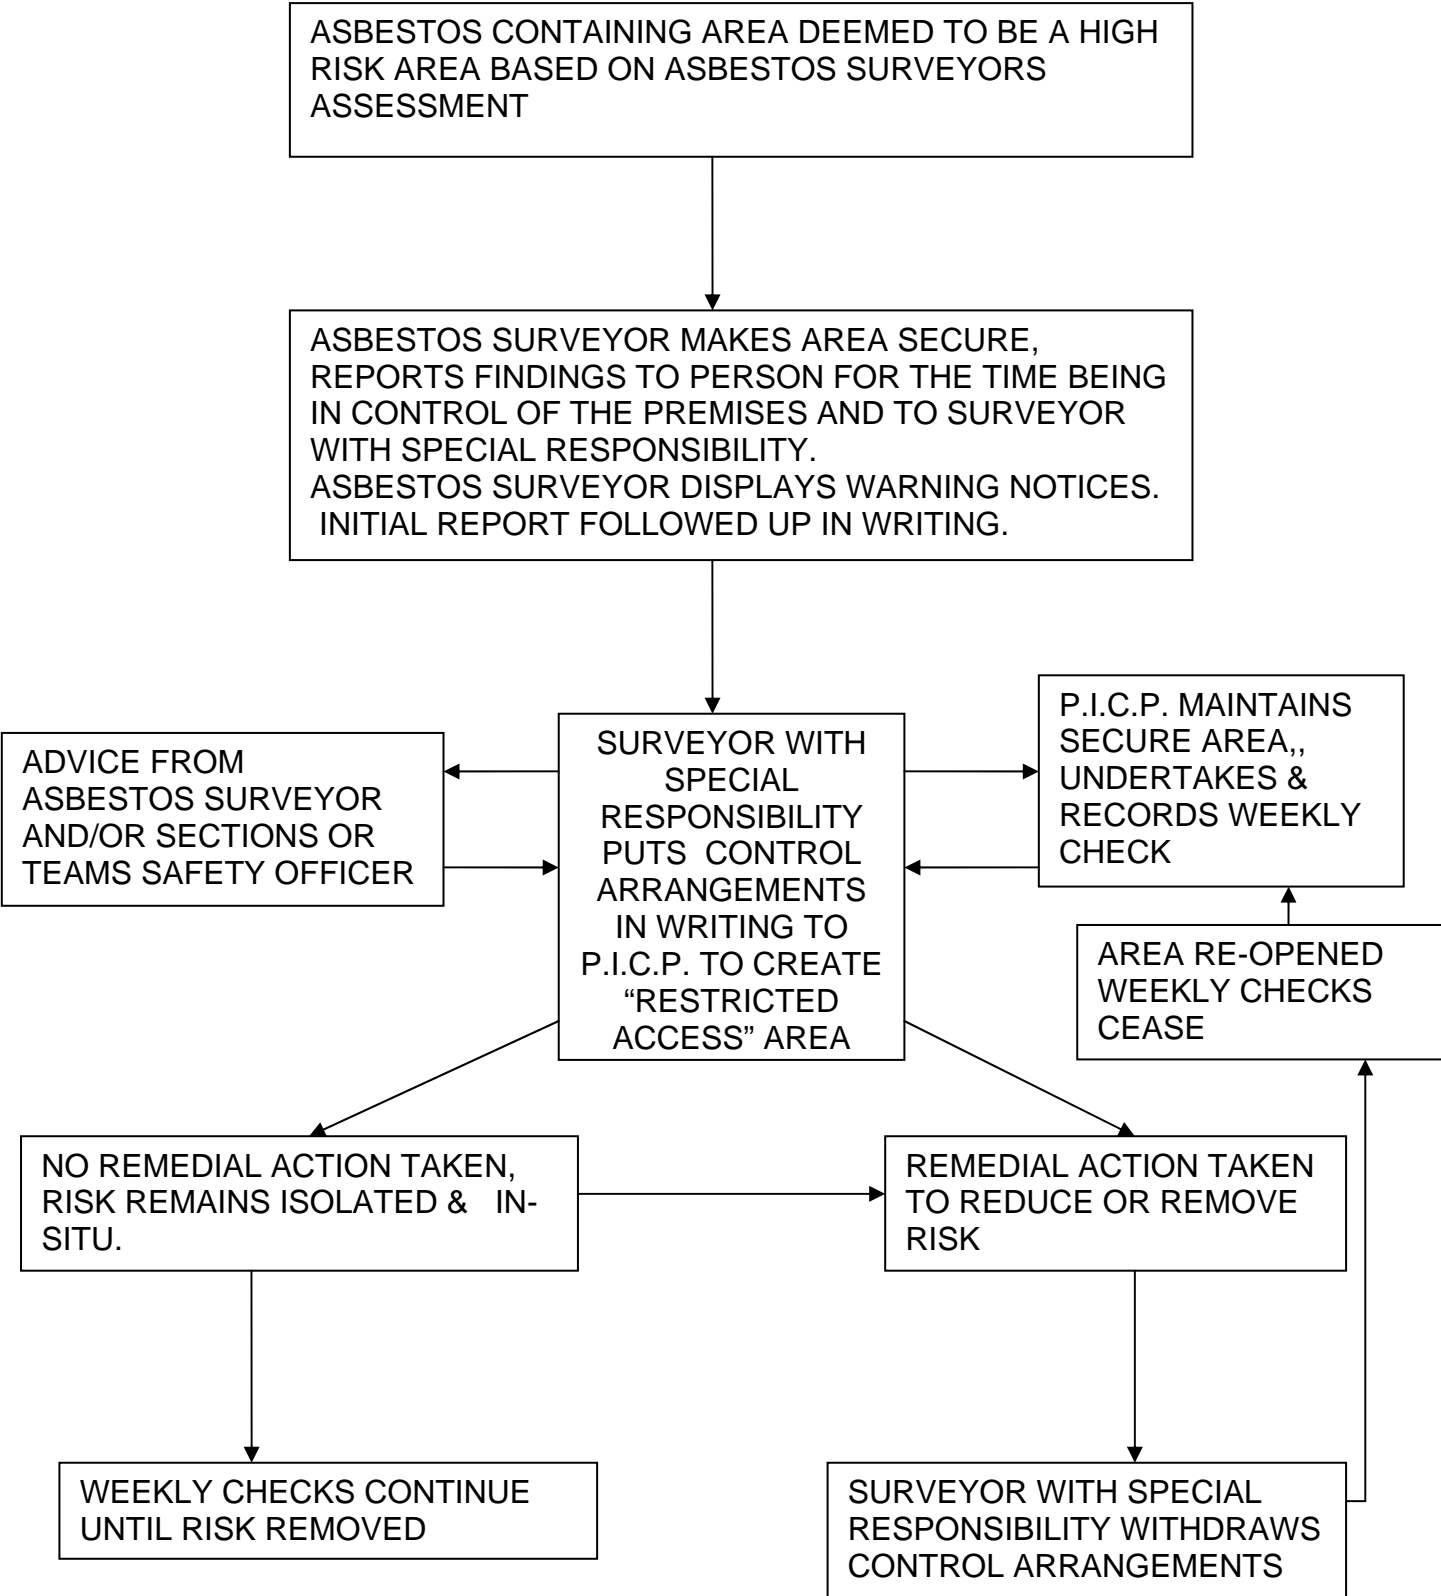 ASBESTOS CONTAINING AREA DEEMED TO BE A HIGH
RISK AREA BASED ON ASBESTOS SURVEYORS
ASSESSMENT
ASBESTOS SURVEYOR MAKES AREA SECURE,
REPORTS FINDINGS TO PERSON FOR THE TIME BEING
IN CONTROL OF THE PREMISES AND TO SURVEYOR
WITH SPECIAL RESPONSIBILITY.
ASBESTOS SURVEYOR DISPLAYS WARNING NOTICES.
INITIAL REPORT FOLLOWED UP IN WRITING.
ADVICE FROM
ASBESTOS SURVEYOR
AND/OR SECTIONS OR
TEAMS SAFETY OFFICER
SURVEYOR WITH
SPECIAL
RESPONSIBILITY
PUTS CONTROL
ARRANGEMENTS
IN WRITING TO
P.I.C.P. TO CREATE
“RESTRICTED
ACCESS” AREA
P.I.C.P. MAINTAINS
SECURE AREA,,
UNDERTAKES &
RECORDS WEEKLY
CHECK
AREA RE-OPENED
WEEKLY CHECKS
CEASE
NO REMEDIAL ACTION TAKEN,
RISK REMAINS ISOLATED & IN-
SITU.
REMEDIAL ACTION TAKEN
TO REDUCE OR REMOVE
RISK
WEEKLY CHECKS CONTINUE
UNTIL RISK REMOVED
SURVEYOR WITH SPECIAL
RESPONSIBILITY WITHDRAWS
CONTROL ARRANGEMENTS